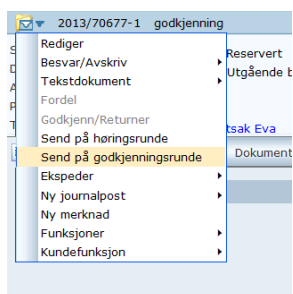 2013/70677-1 godkjenning
Rediger
Besvar/Avskriv
Reservert
Tekstdokument
Utgående b
Fordel
Godkjenn/Returner
Send på høringsrunde
tsak Eva
Send på godkjenningsrunde
Dokument
Ekspeder
Ny journalpost
Ny merknad
Funksjoner
Kundefunksjon